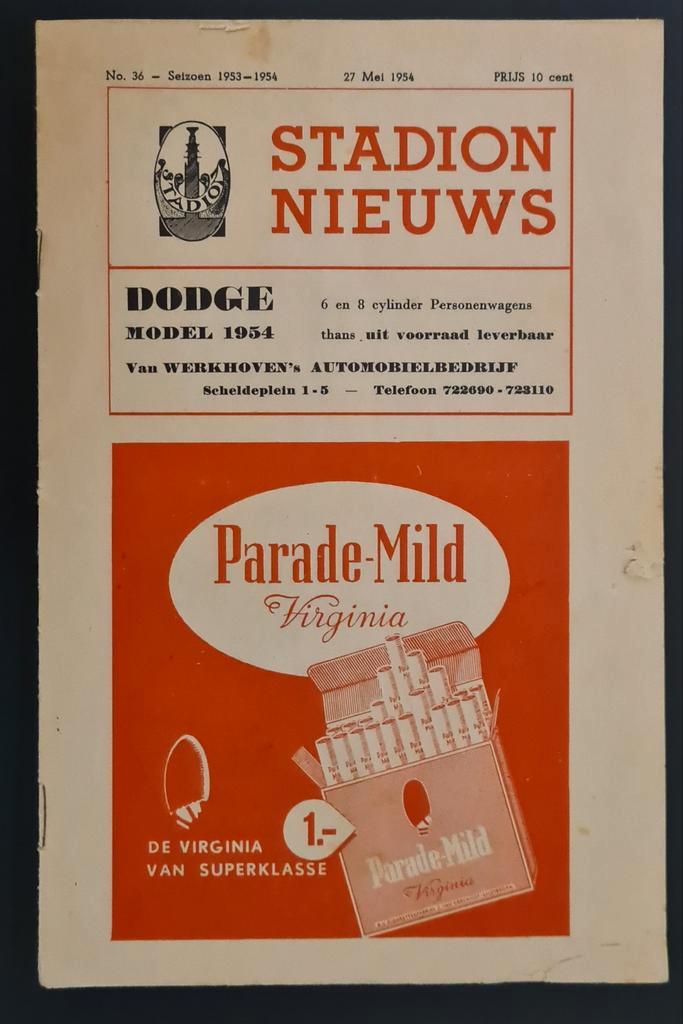 No. 36 — Seizoen 1953—1954 27 Mei 1954 PRIJS 10 cent
STADION
STADION
NIEUWS
DODGE 6 en 8 cylinder Personenwagens
MODEL 1954 thans uit voorraad leverbaar
Van WERKHOVEN's AUTOMOBIELBEDRIJF
Scheldeplein 1-5 — Telefoon 722690-723110
Parade-Mild
Virginia
1.-
DE VIRGINIA
VAN SUPERKLASSE
Parade-Mild
Virginia